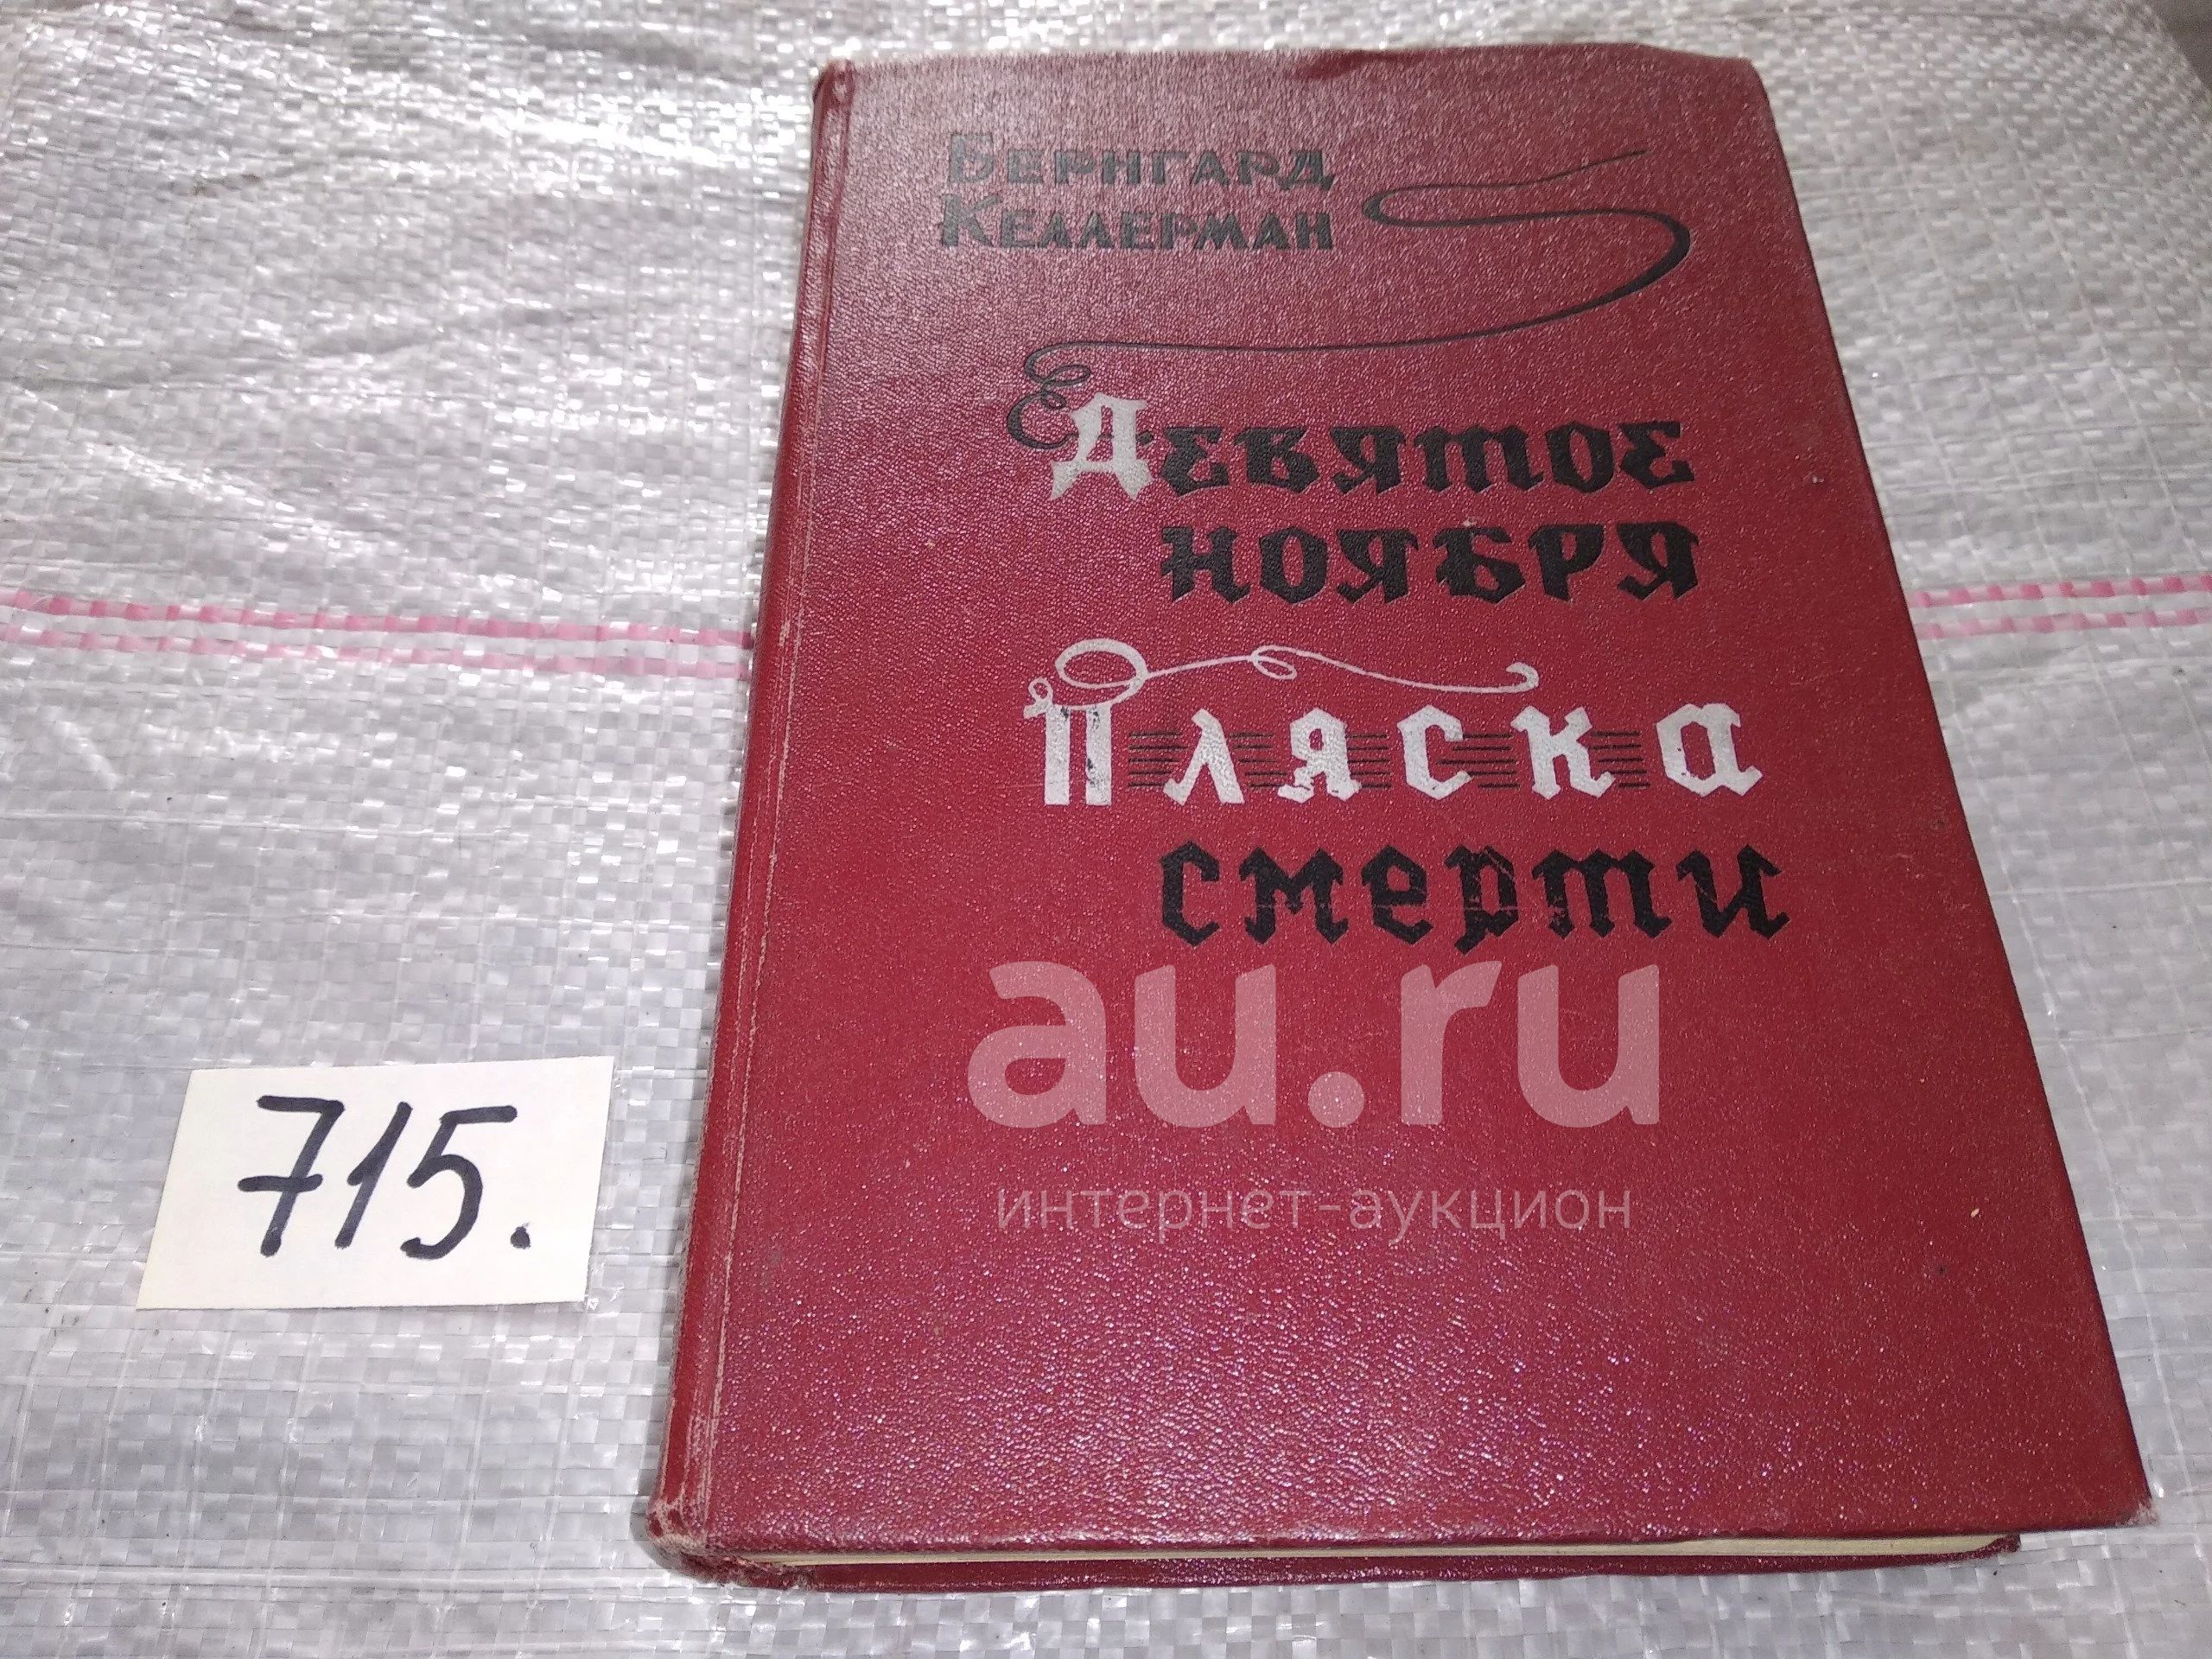 Бернгард
Келлерман
Девятое
ноября
Пляска
смерти
au.ru
интернет-аукцион
715.